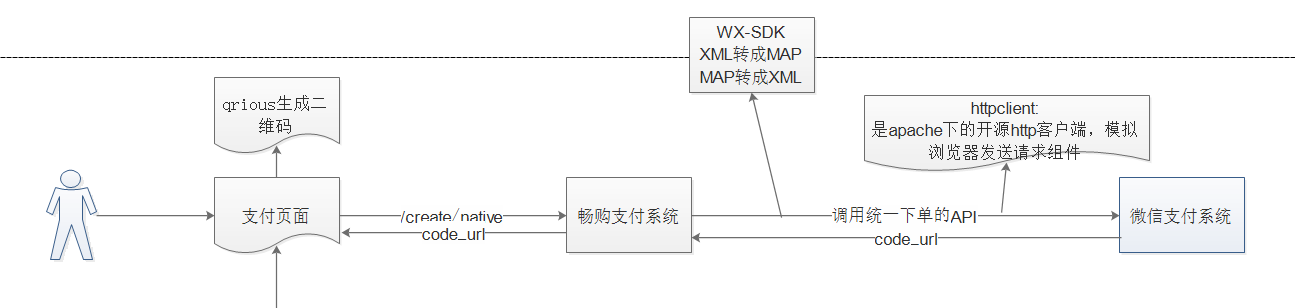 WX-SDK
XML转成MAP
MAP转成XML
qrious生成二
维码
httpclient:
是apache下的开源http客户端，模拟
浏览器发送请求组件
支付页面
/create/native
code_url
畅购支付系统
调用统一下单的API
code_url
微信支付系统